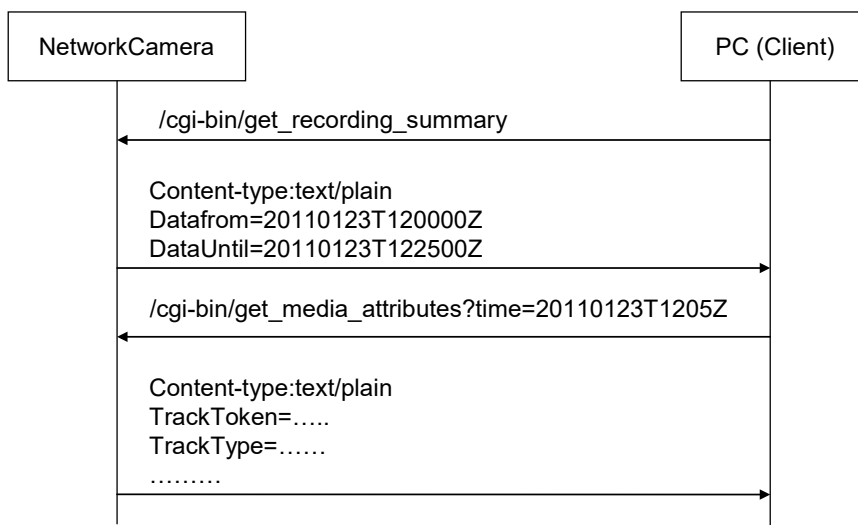 NetworkCamera
PC (Client)
/cgi-bin/get_recording_summary
Content-type:text/plain
Datafrom=20110123T120000Z
DataUntil=20110123T122500Z
/cgi-bin/get_media_attributes?time=20110123T1205Z
Content-type:text/plain
TrackToken=…..
TrackType=……
………